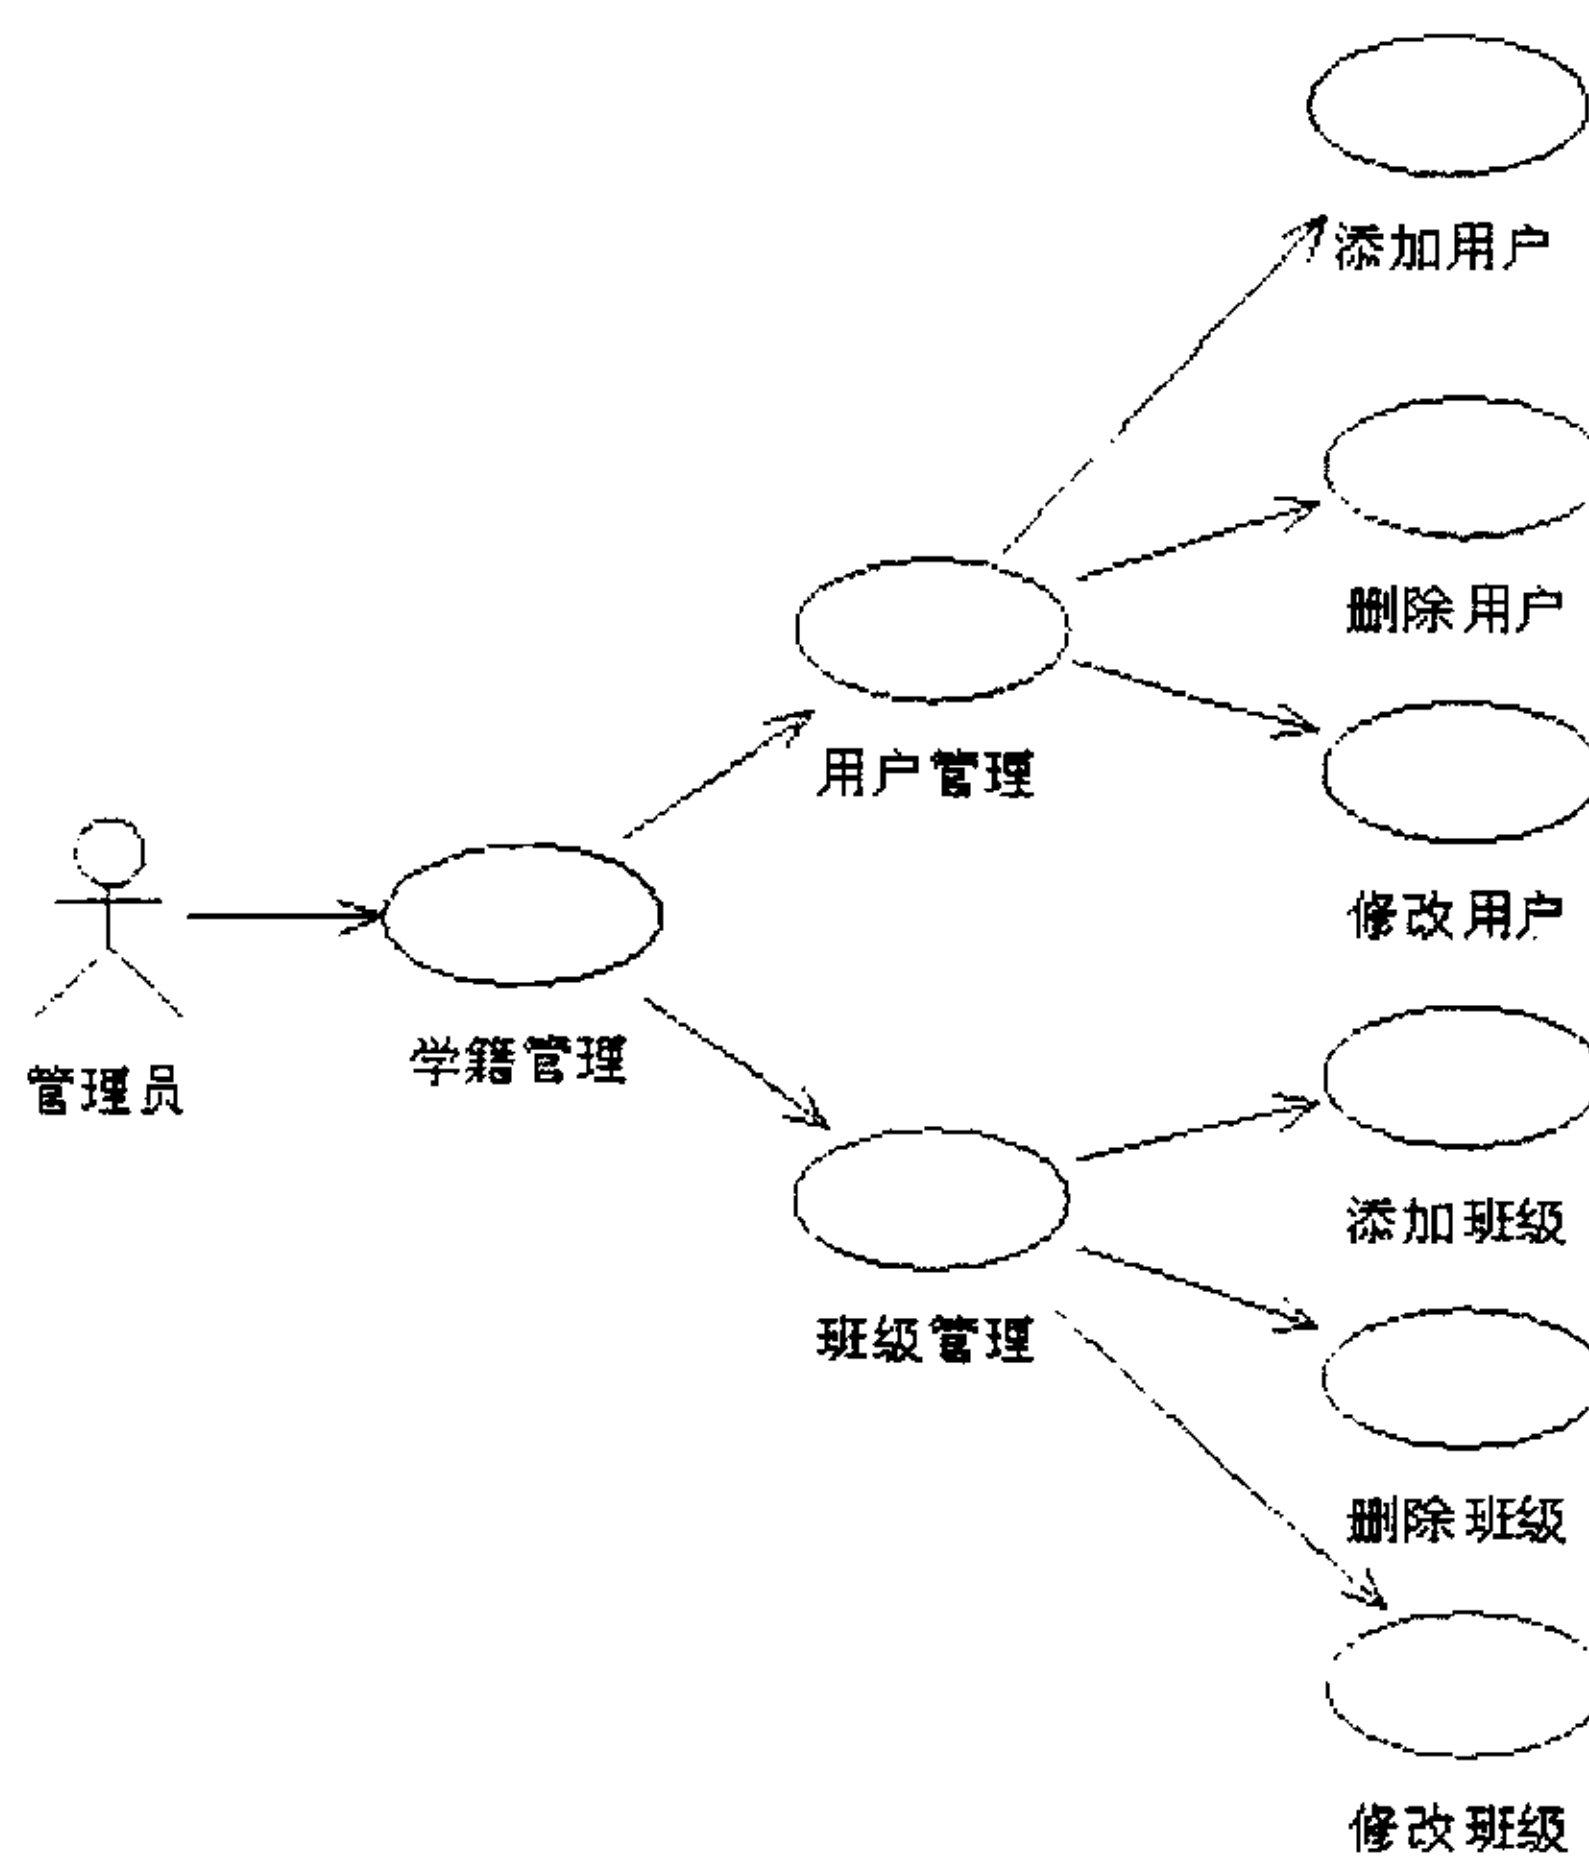 添加用户
删除用户
用户管理
修改用户
学籍管理
管理员
添加班级
班级管理
删除班级
修改班级